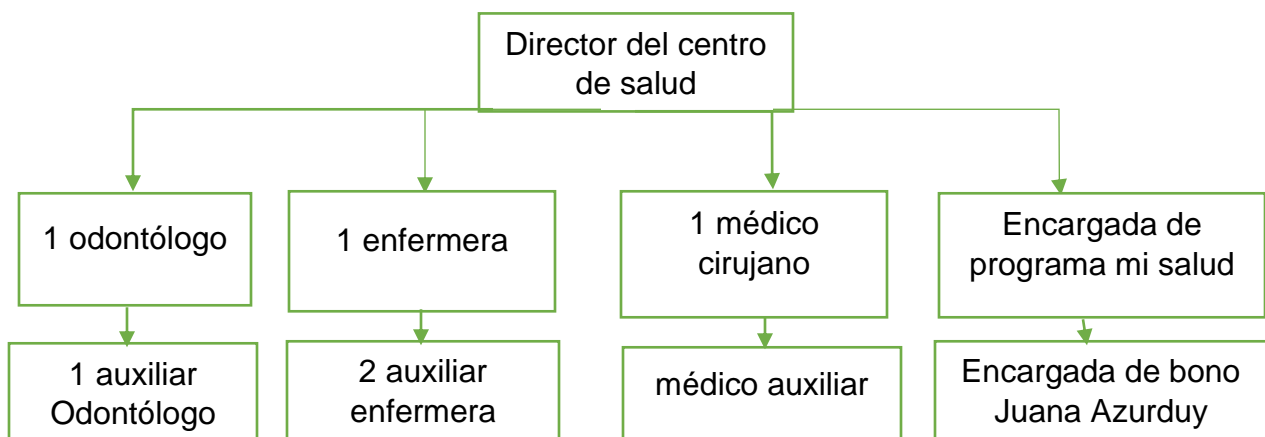 Director del centro
de salud
1 odontólogo
1 enfermera
1 médico
cirujano
Encargada de
programa mi salud
1 auxiliar
Odontólogo
2 auxiliar
enfermera
médico auxiliar
Encargada de bono
Juana Azurduy